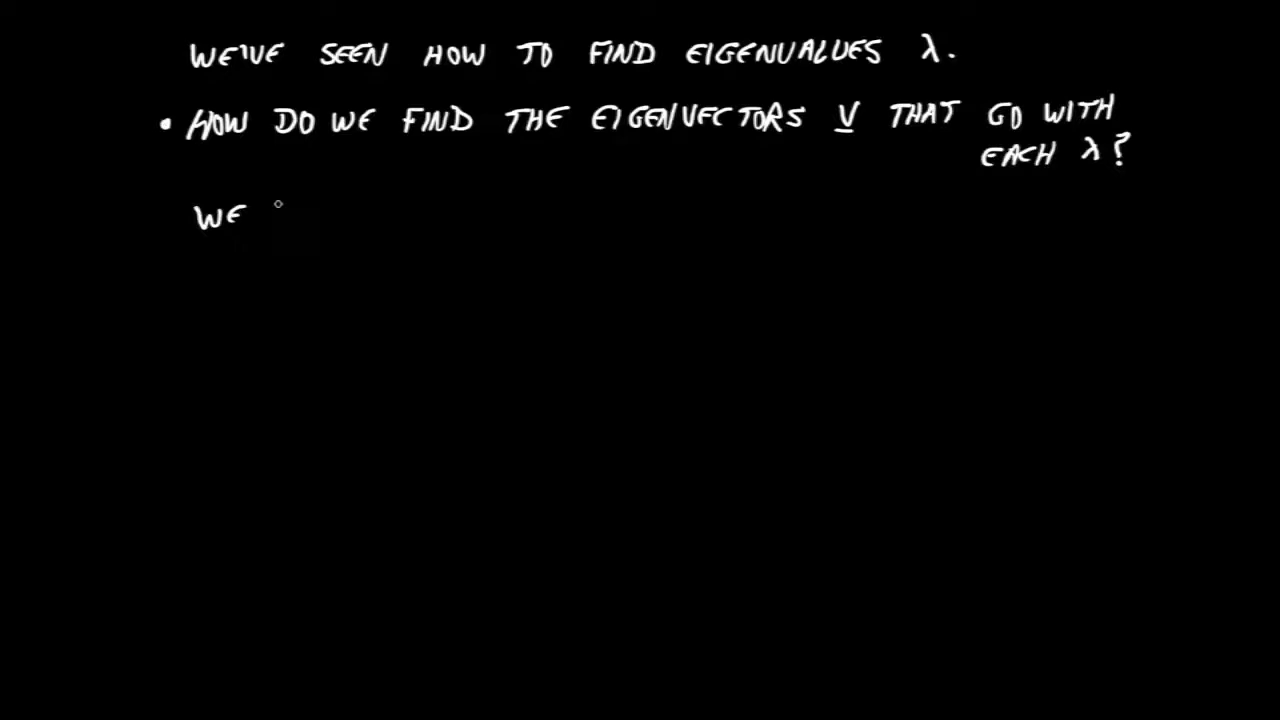 WE'VE SEEN HOW TO FIND EIGENVALUES λ.
• HOW DO WE FIND THE EIGENVECTORS V THAT GO WITH
EACH λ?
WE